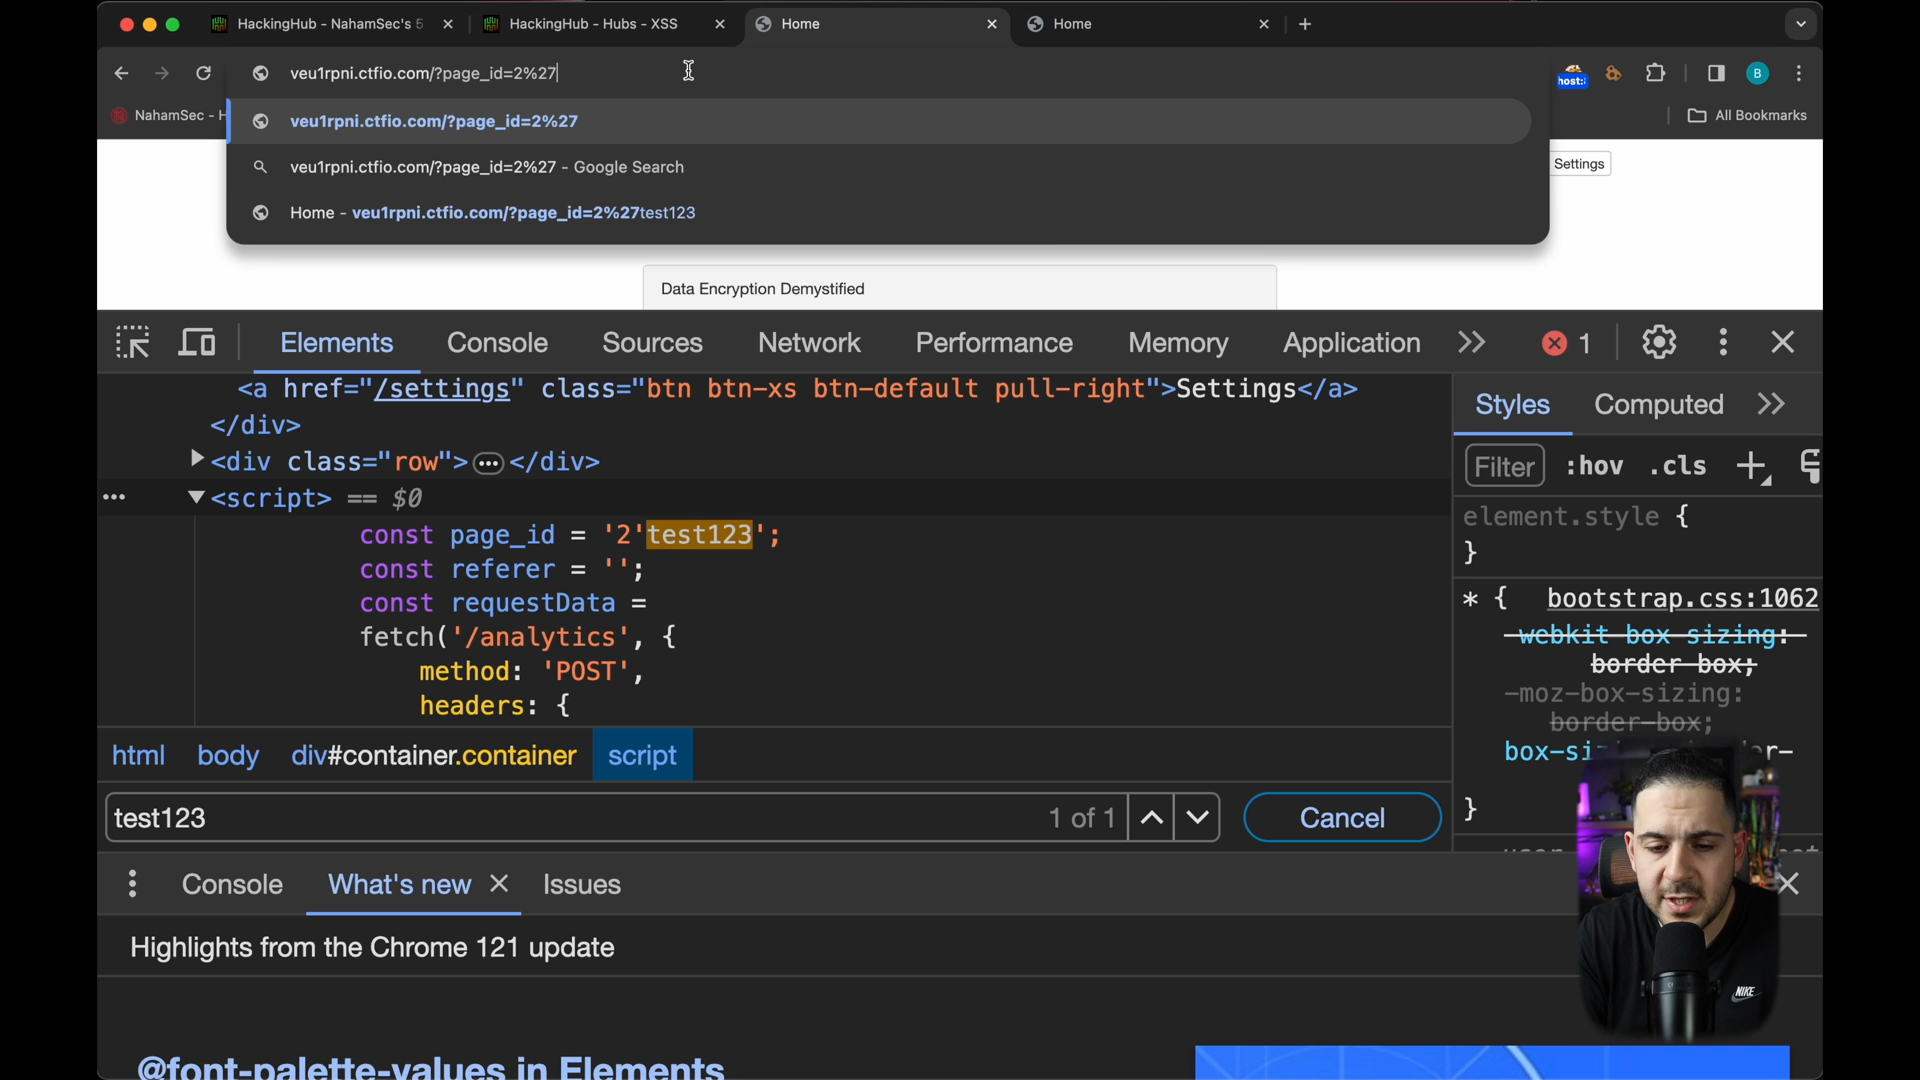 HackingHub - NahamSec's 5
HackingHub - Hubs - XSS
Home
Home
veu1rpni.ctfio.com/?page_id=2%27
host:
B
NahamSec - H
All Bookmarks
veu1rpni.ctfio.com/?page_id=2%27
veu1rpni.ctfio.com/?page_id=2%27 - Google Search
Home - veu1rpni.ctfio.com/?page_id=2%27test123
Settings
Data Encryption Demystified
Elements
Console
Sources
Network
Performance
Memory
Application
1
<a href="/settings" class="btn btn-xs btn-default pull-right">Settings</a>
</div>
<div class="row"> … </div>
<script> == $0
const page_id = '2'test123';
const referer = '';
const requestData =
fetch('/analytics', {
method: 'POST',
headers: {
html body div#container.container script
test123
1 of 1
Cancel
Styles
Computed
Filter
:hov .cls
element.style {
}
* { bootstrap.css:1062
-webkit-box-sizing:
border-box;
-moz-box-sizing:
border-box;
}
Console
What's new
Issues
Highlights from the Chrome 121 update
@font-palette-values in Elements
NIKE